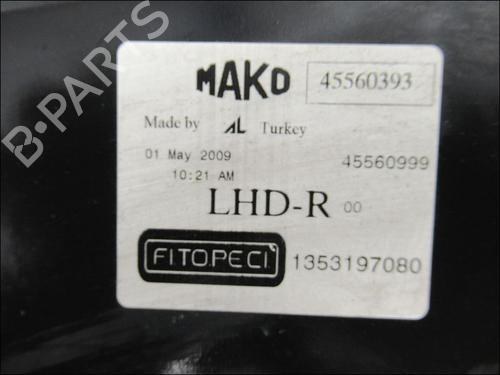 B-PARTS
MAKO 45560393
Made by AL Turkey
01 May 2009 45560999
10:21 AM
LHD-R 00
FITOPECI 1353197080